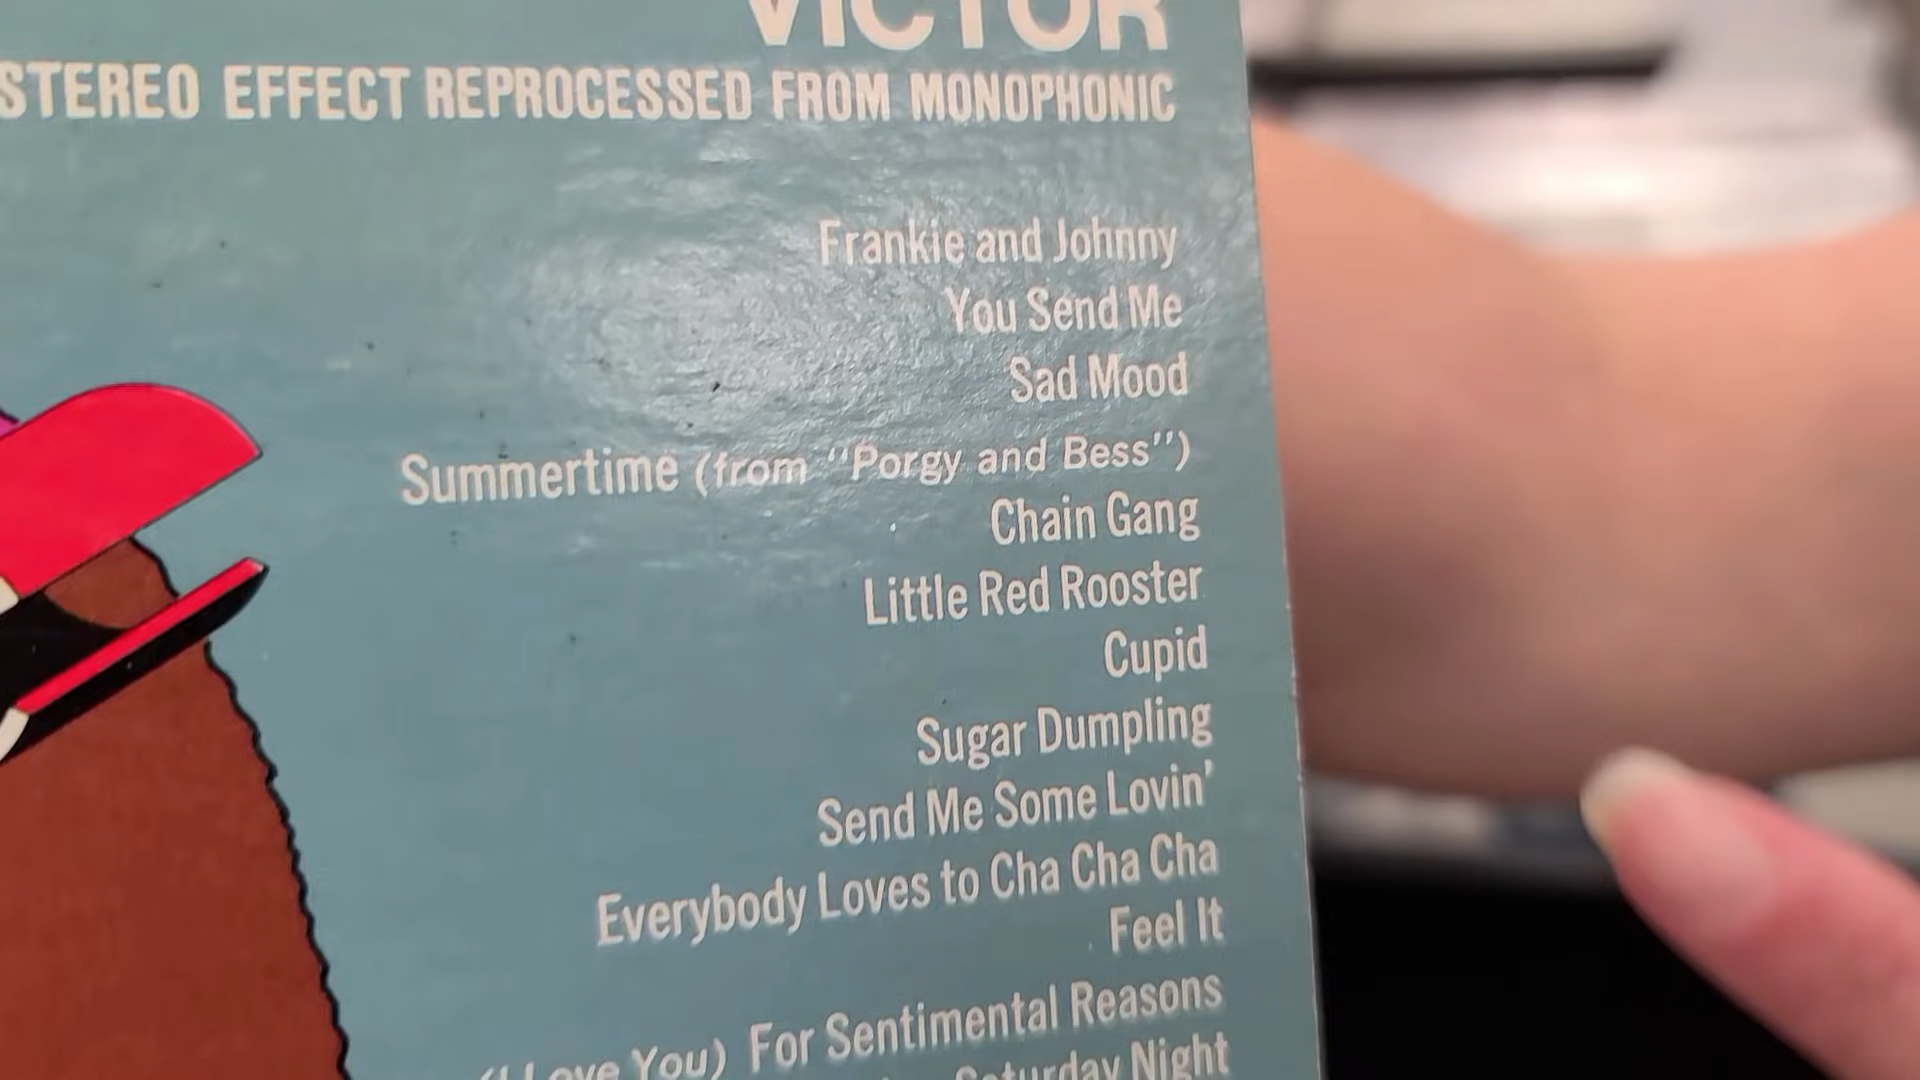 VICTOR
STEREO EFFECT REPROCESSED FROM MONOPHONIC
Frankie and Johnny
You Send Me
Sad Mood
Summertime (from "Porgy and Bess")
Chain Gang
Little Red Rooster
Cupid
Sugar Dumpling
Send Me Some Lovin'
Everybody Loves to Cha Cha Cha
Feel It
(I Love You) For Sentimental Reasons
Saturday Night